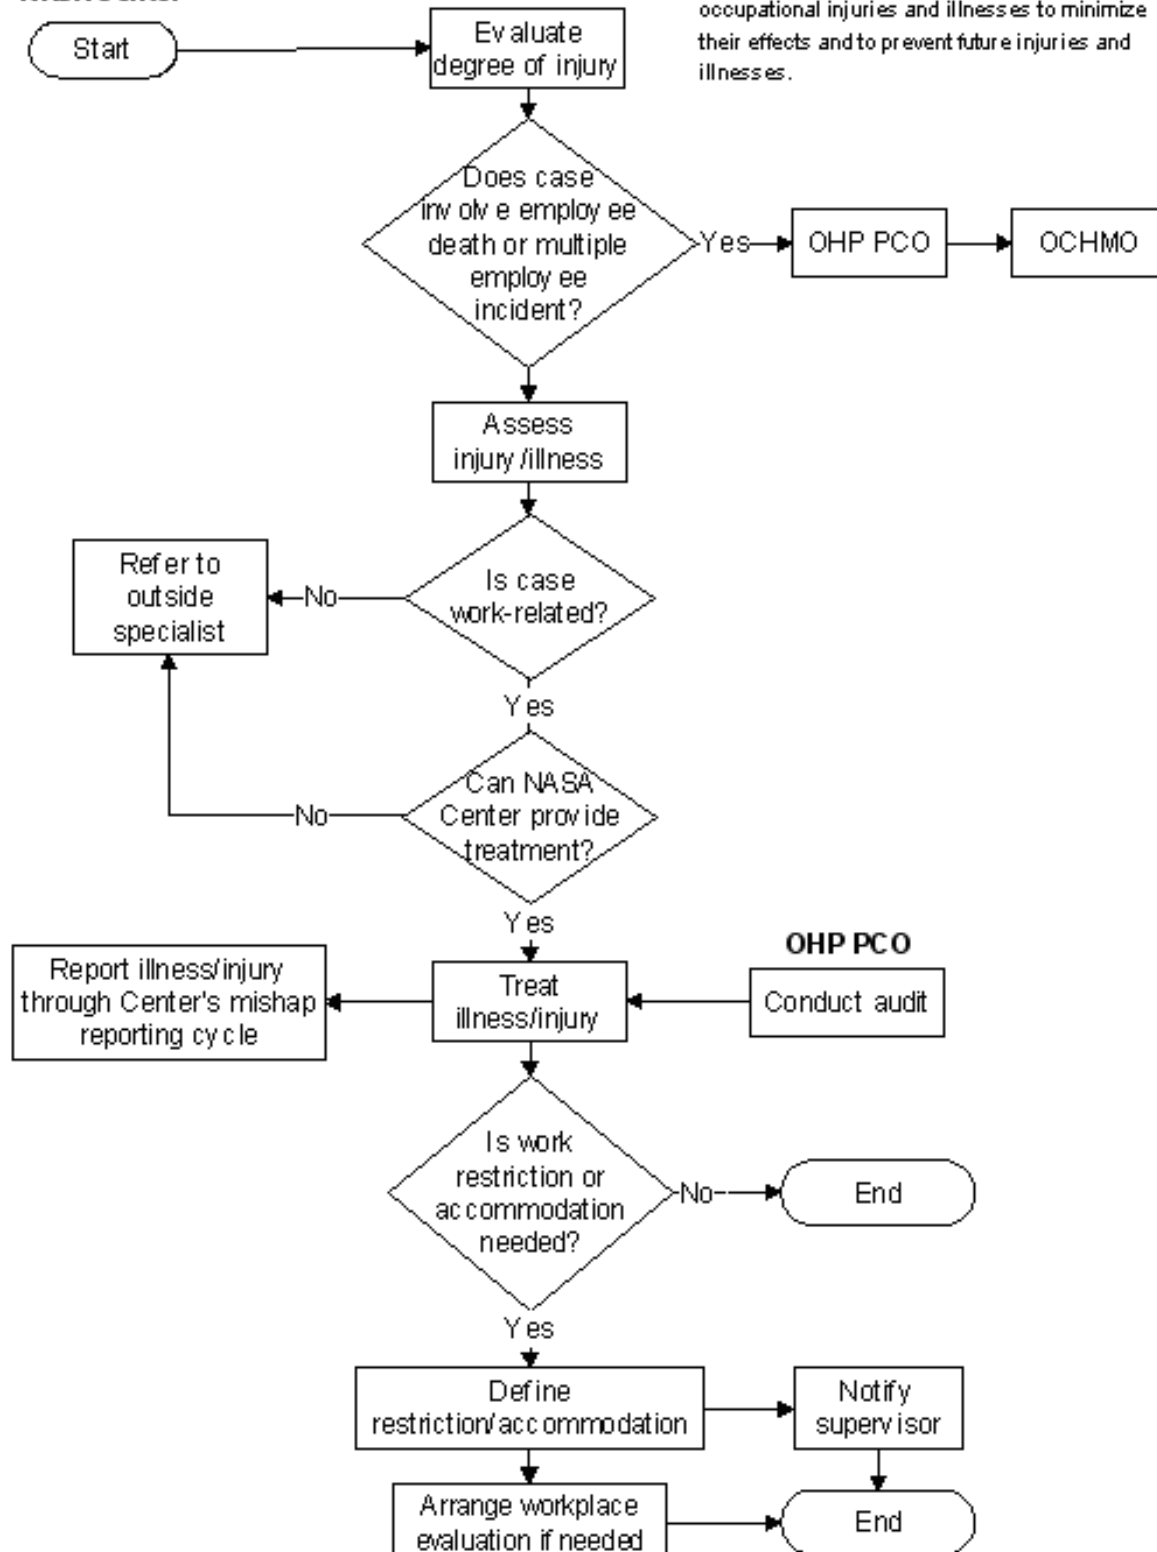 occupational injuries and illnesses to minimize
their effects and to prevent future injuries and
illnesses.
Start
Evaluate
degree of injury
Does case
involve employee
death or multiple
employee
incident?
Yes
OHP PCO
OCHMO
Assess
injury/illness
Is case
work-related?
No
Refer to
outside
specialist
Yes
Can NASA
Center provide
treatment?
No
Yes
OHP PCO
Conduct audit
Treat
illness/injury
Report illness/injury
through Center's mishap
reporting cycle
Is work
restriction or
accommodation
needed?
No
End
Yes
Define
restriction/accommodation
Notify
supervisor
Arrange workplace
evaluation if needed
End